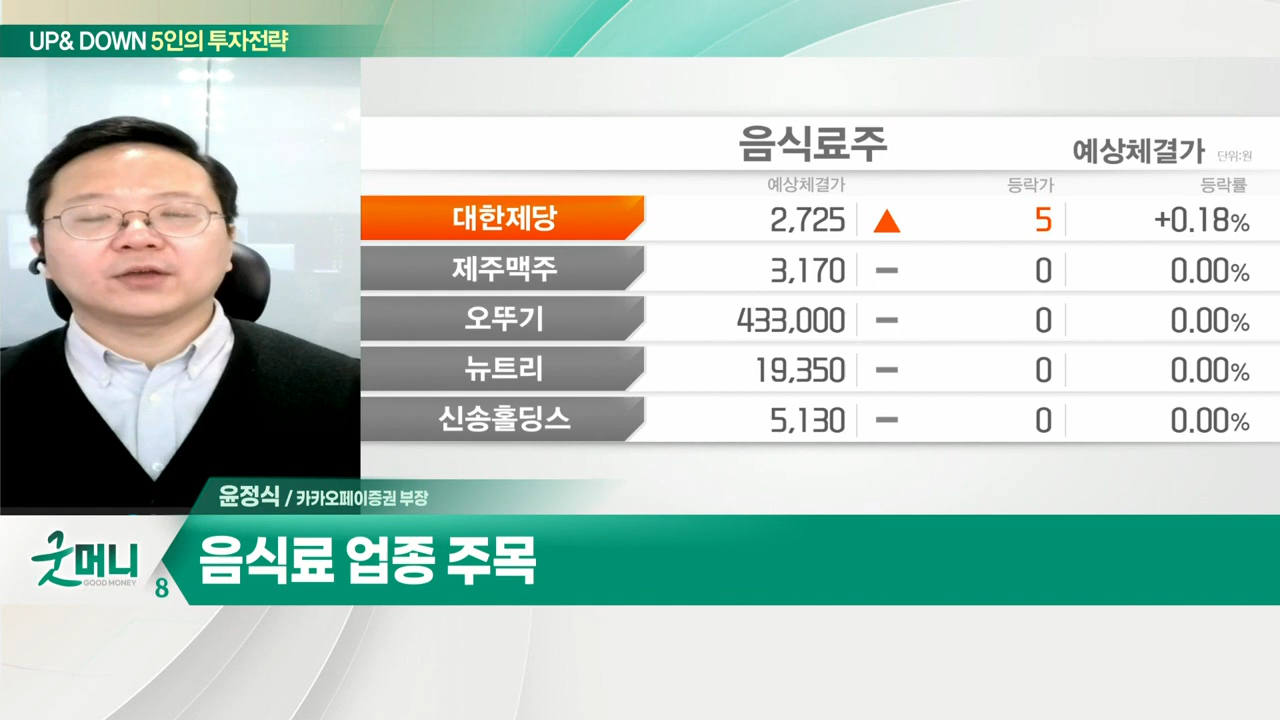 UP& DOWN 5인의 투자전략
음식료주 예상체결가 단위:원
예상체결가 등락가 등락률
대한제당 2,725 ▲ 5 +0.18%
제주맥주 3,170 - 0 0.00%
오뚜기 433,000 - 0 0.00%
뉴트리 19,350 - 0 0.00%
신송홀딩스 5,130 - 0 0.00%
윤정식 / 카카오페이증권 부장
굿머니
GOOD MONEY
8
음식료 업종 주목